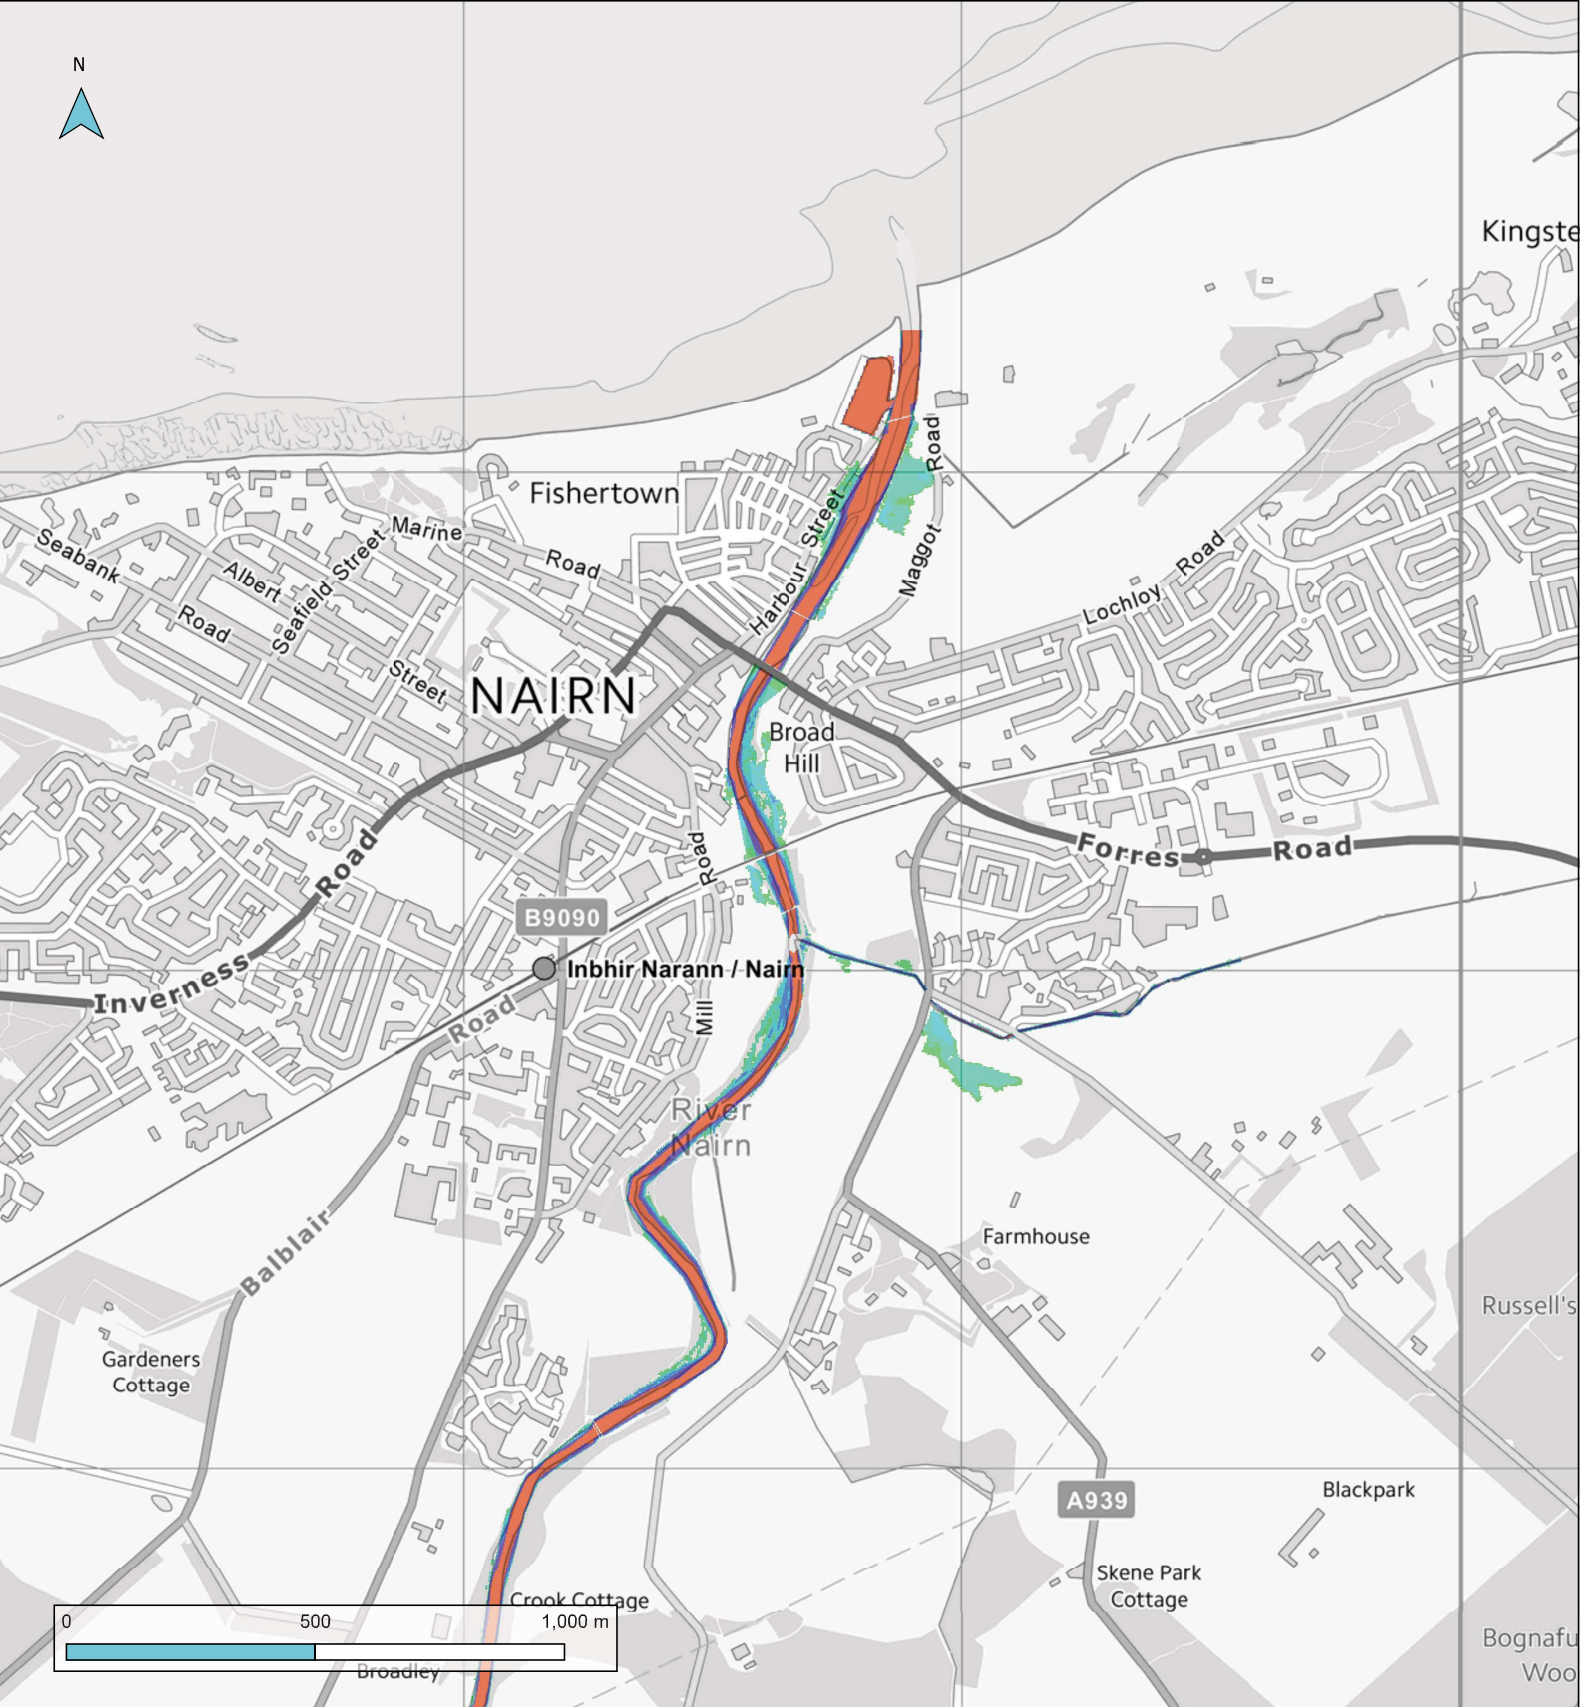 N
Kingste
Fishertown
Road
Marine
Road
Seabank
Road
Albert
Street
Seafield Street
Harbour Street
Maggot
Lochloy Road
NAIRN
Broad
Hill
Forres Road
Road
Inverness Road
B9090
Inbhir Narann / Nairn
Mill
Road
River
Nairn
Balblair
Farmhouse
Russell's
Gardeners
Cottage
A939
Blackpark
Skene Park
Cottage
Crook Cottage
0 500 1,000 m
Broadley
Bognafu
Woo